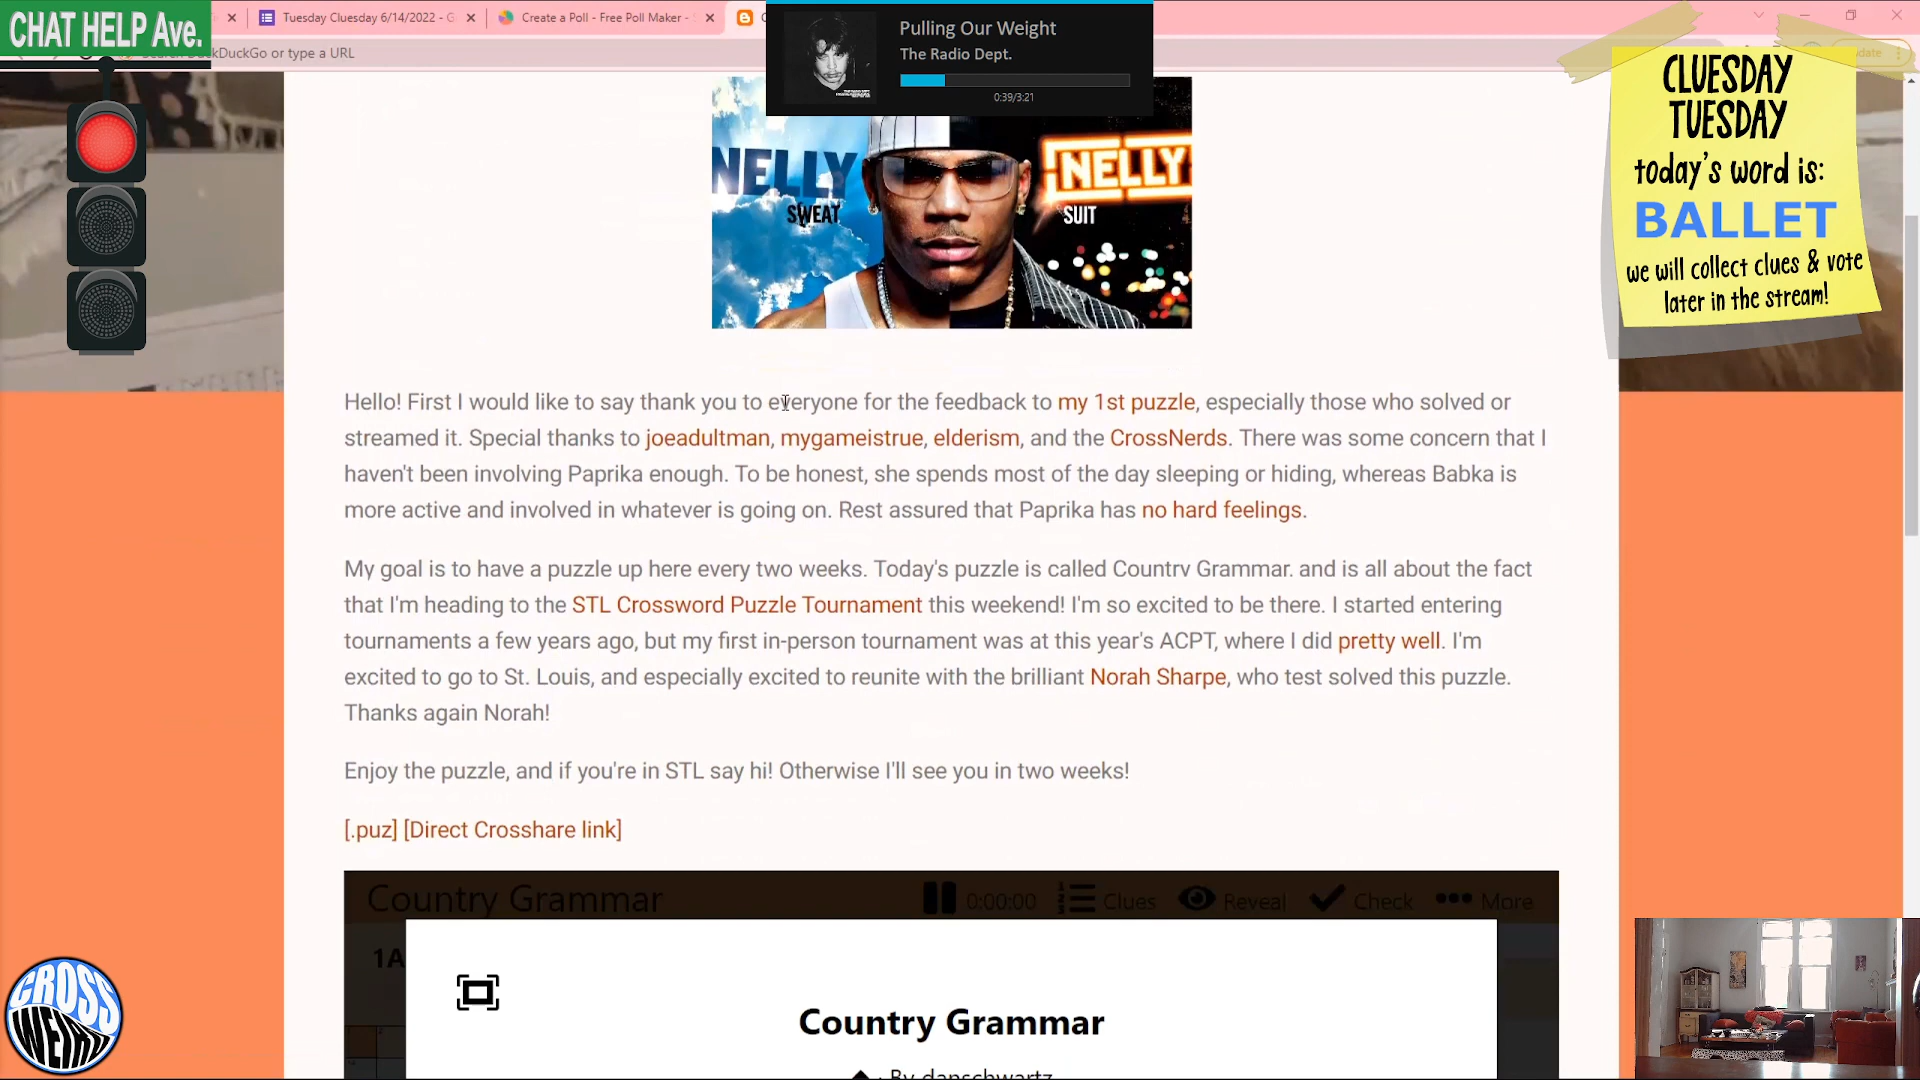 CHAT HELP Ave.
Tuesday Cluesday 6/14/2022 - G
Create a Poll - Free Poll Maker -
DuckDuckGo or type a URL
Pulling Our Weight
The Radio Dept.
0:39/3:21
CLUESDAY
TUESDAY
today's word is:
BALLET
we will collect clues & vote
later in the stream!
NELLY
SWEAT
NELLY
SUIT
Hello! First I would like to say thank you to everyone for the feedback to my 1st puzzle, especially those who solved or
streamed it. Special thanks to joeadultman, mygameistrue, elderism, and the CrossNerds. There was some concern that I
haven't been involving Paprika enough. To be honest, she spends most of the day sleeping or hiding, whereas Babka is
more active and involved in whatever is going on. Rest assured that Paprika has no hard feelings.
My goal is to have a puzzle up here every two weeks. Today's puzzle is called Country Grammar, and is all about the fact
that I'm heading to the STL Crossword Puzzle Tournament this weekend! I'm so excited to be there. I started entering
tournaments a few years ago, but my first in-person tournament was at this year's ACPT, where I did pretty well. I'm
excited to go to St. Louis, and especially excited to reunite with the brilliant Norah Sharpe, who test solved this puzzle.
Thanks again Norah!
Enjoy the puzzle, and if you're in STL say hi! Otherwise I'll see you in two weeks!
[.puz] [Direct Crosshare link]
Country Grammar
0:00:00 Clues Reveal Check More
1A
Country Grammar
By danschwartz
CROSS
WEIRD